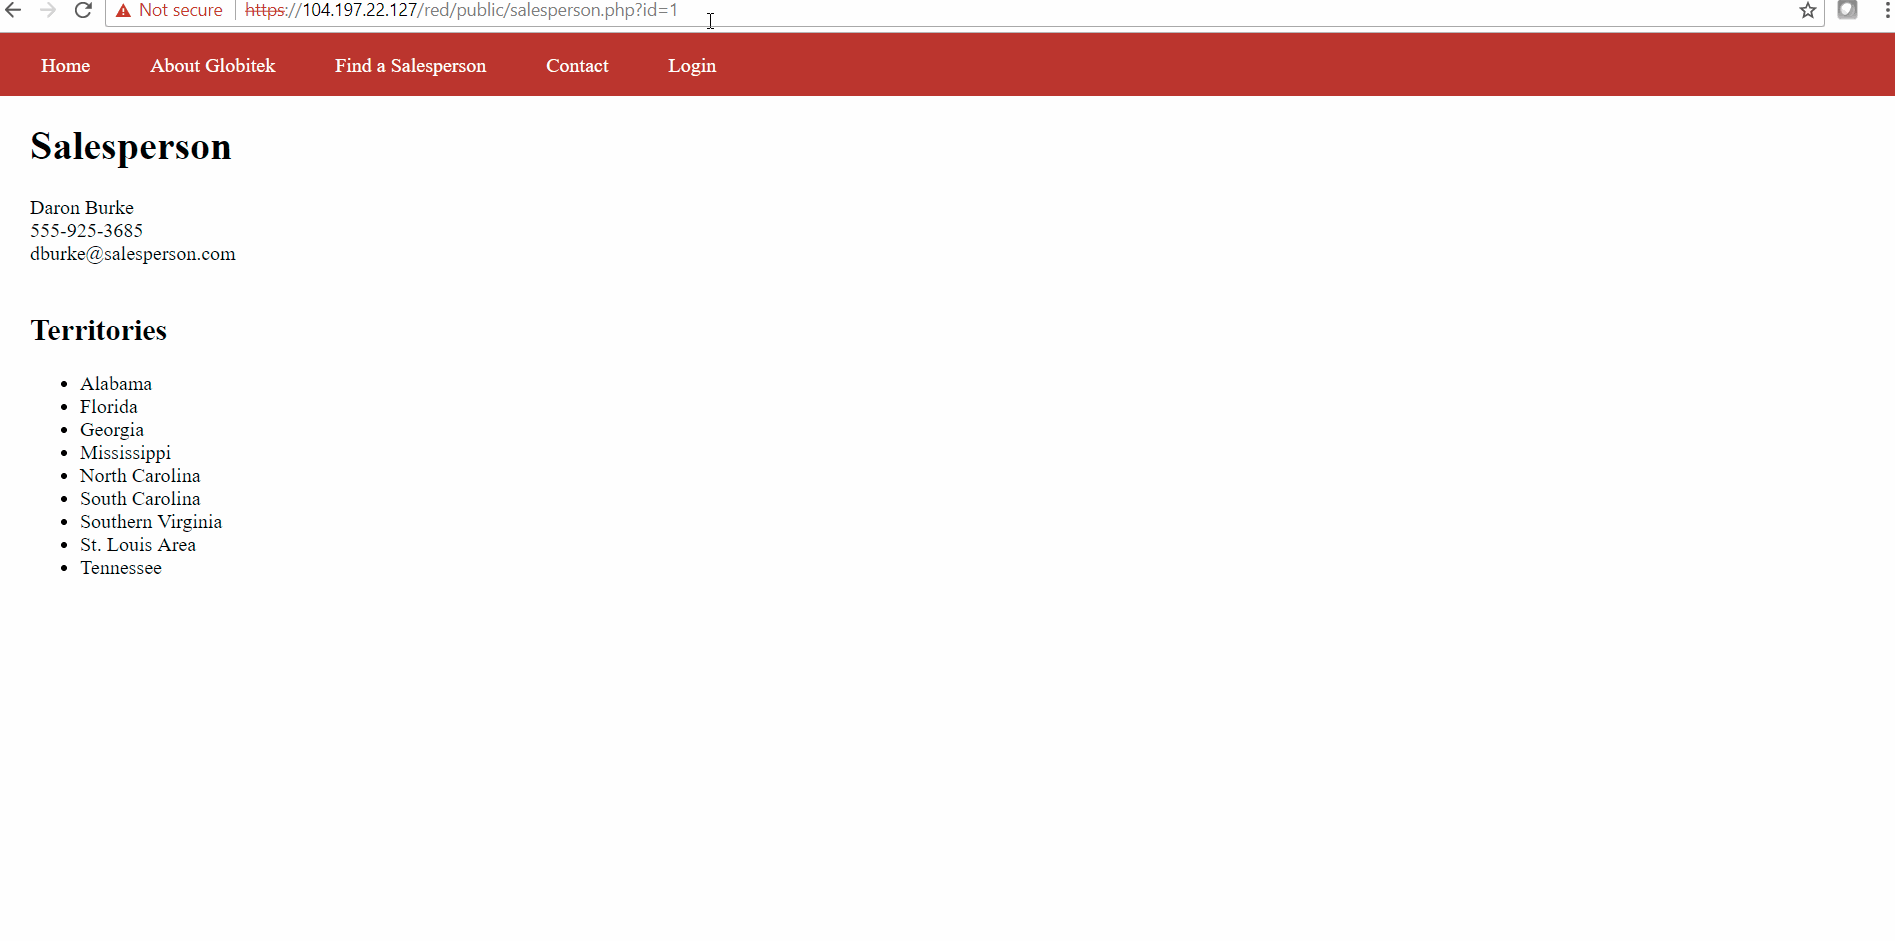 Not secure https://104.197.22.127/red/public/salesperson.php?id=1
Home About Globitek Find a Salesperson Contact Login
Salesperson
Daron Burke
555-925-3685
dburke@salesperson.com
Territories
Alabama
Florida
Georgia
Mississippi
North Carolina
South Carolina
Southern Virginia
St. Louis Area
Tennessee